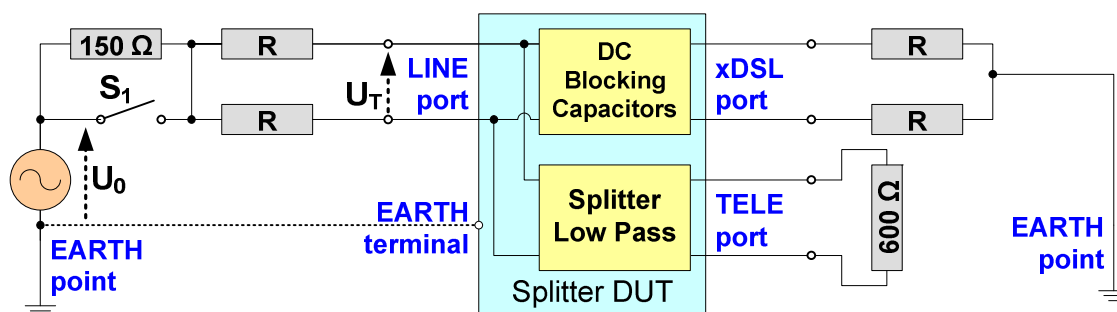 150 Ω
R
S1
R
U0
EARTH
point
UT
LINE
port
EARTH
terminal
DC
Blocking
Capacitors
Splitter
Low Pass
Splitter DUT
xDSL
port
TELE
port
R
R
600 Ω
EARTH
point